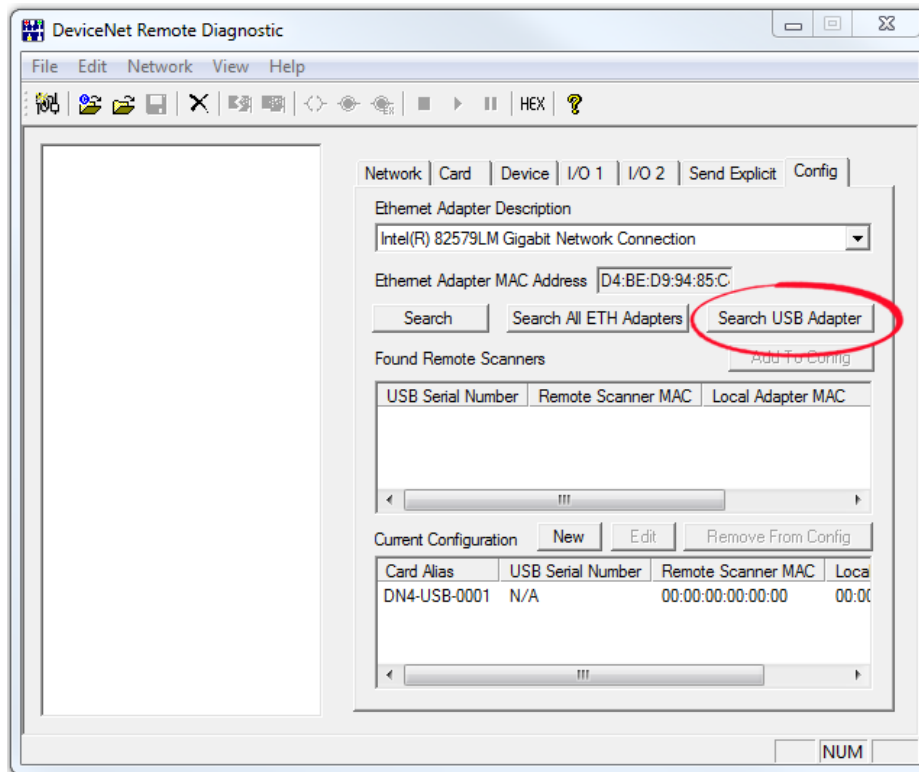 DeviceNet Remote Diagnostic
File Edit Network View Help
HEX
Network Card Device I/O 1 I/O 2 Send Explicit Config
Ethernet Adapter Description
Intel(R) 82579LM Gigabit Network Connection
Ethernet Adapter MAC Address D4:BE:D9:94:85:C
Search Search All ETH Adapters Search USB Adapter
Found Remote Scanners Add To Config
USB Serial Number Remote Scanner MAC Local Adapter MAC
Current Configuration New Edit Remove From Config
Card Alias USB Serial Number Remote Scanner MAC Loca
DN4-USB-0001 N/A 00:00:00:00:00:00 00:00
NUM